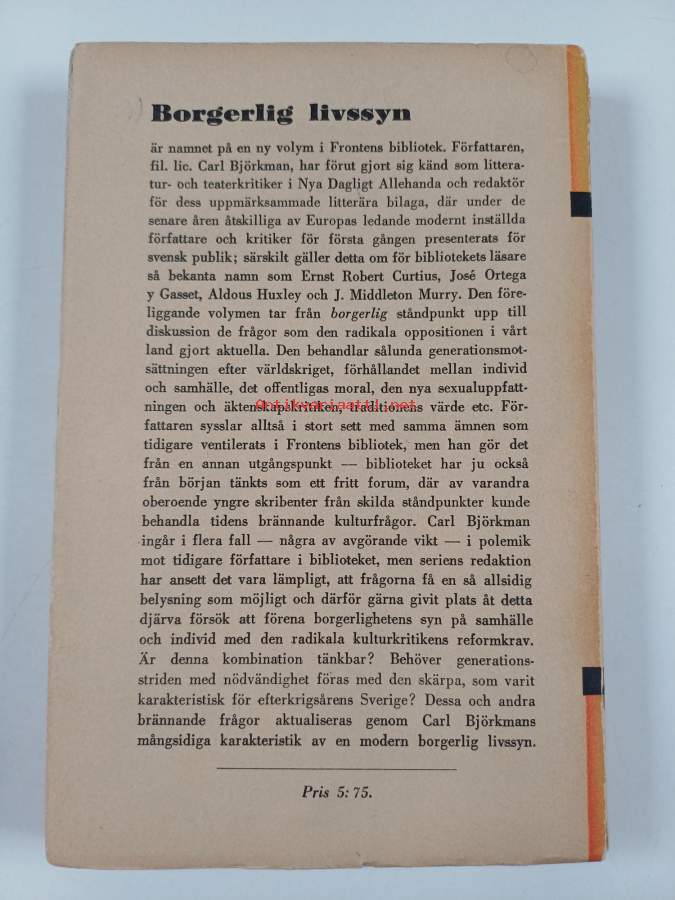 Borgerlig livssyn
är namnet på en ny volym i Frontens bibliotek. Författaren,
fil. lic. Carl Björkman, har förut gjort sig känd som littera-
tur- och teaterkritiker i Nya Dagligt Allehanda och redaktör
för dess uppmärksammade litterära bilaga, där under de
senare åren åtskilliga av Europas ledande modernt inställda
författare och kritiker för första gången presenterats för
svensk publik; särskilt gäller detta om för bibliotekets läsare
så bekanta namn som Ernst Robert Curtius, José Ortega
y Gasset, Aldous Huxley och J. Middleton Murry. Den före-
liggande volymen tar från borgerlig ståndpunkt upp till
diskussion de frågor som den radikala oppositionen i vårt
land gjort aktuella. Den behandlar sålunda generationsmot-
sättningen efter världskriget, förhållandet mellan individ
och samhälle, det offentligas moral, den nya sexualuppfatt-
ningen och äktenskapskritiken, traditionens värde etc. För-
Antikvariaatti.net
fattaren sysslar alltså i stort sett med samma ämnen som
tidigare ventilerats i Frontens bibliotek, men han gör det
från en annan utgångspunkt — biblioteket har ju också
från början tänkts som ett fritt forum, där av varandra
oberoende yngre skribenter från skilda ståndpunkter kunde
behandla tidens brännande kulturfrågor. Carl Björkman
ingår i flera fall — några av avgörande vikt — i polemik
mot tidigare författare i biblioteket, men seriens redaktion
har ansett det vara lämpligt, att frågorna få en så allsidig
belysning som möjligt och därför gärna givit plats åt detta
djärva försök att förena borgerlighetens syn på samhälle
och individ med den radikala kulturkritikens reformkrav.
Är denna kombination tänkbar? Behöver generations-
striden med nödvändighet föras med den skärpa, som varit
karakteristisk för efterkrigsårens Sverige? Dessa och andra
brännande frågor aktualiseras genom Carl Björkmans
mångsidiga karakteristik av en modern borgerlig livssyn.
Pris 5: 75.